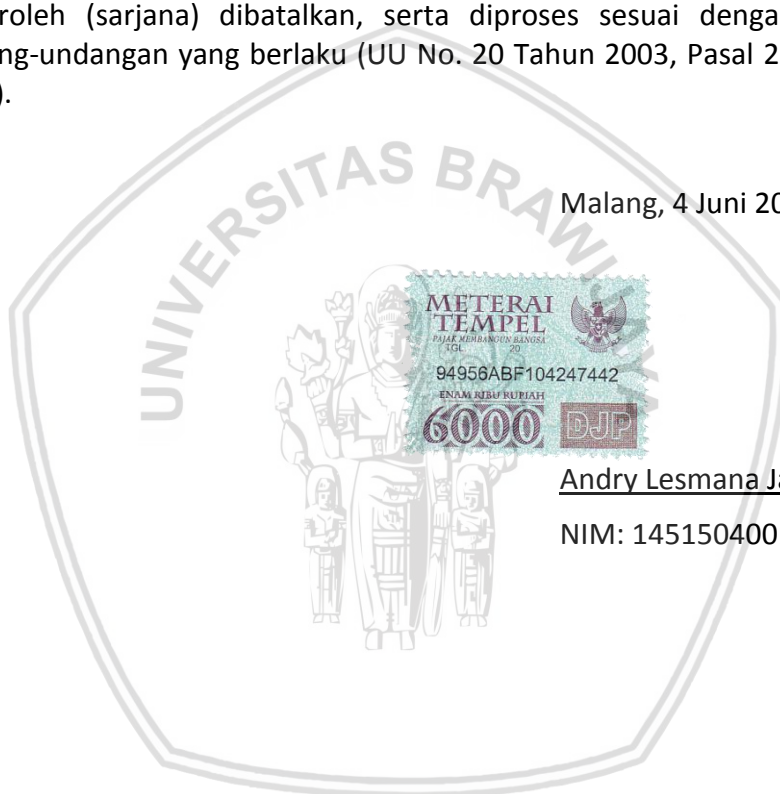 roleh (sarjana) dibatalkan, serta diproses sesuai denga
ng-undangan yang berlaku (UU No. 20 Tahun 2003, Pasal 2
).
UNIVERSITAS BRAWIJAYA
Malang, 4 Juni 20
METERAI
TEMPEL
PAJAK MEMBANGUN BANGSA
TGL 20
94956ABF104247442
ENAM RIBU RUPIAH
6000 DJP
Andry Lesmana Ja
NIM: 145150400